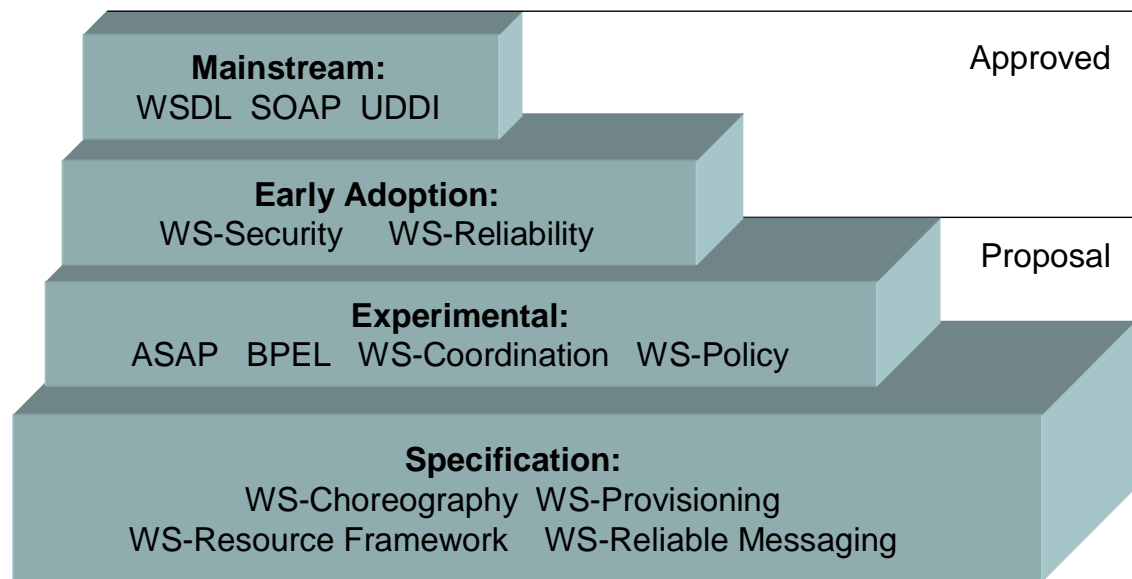 Approved
Mainstream:
WSDL SOAP UDDI
Early Adoption:
WS-Security WS-Reliability
Proposal
Experimental:
ASAP BPEL WS-Coordination WS-Policy
Specification:
WS-Choreography WS-Provisioning
WS-Resource Framework WS-Reliable Messaging